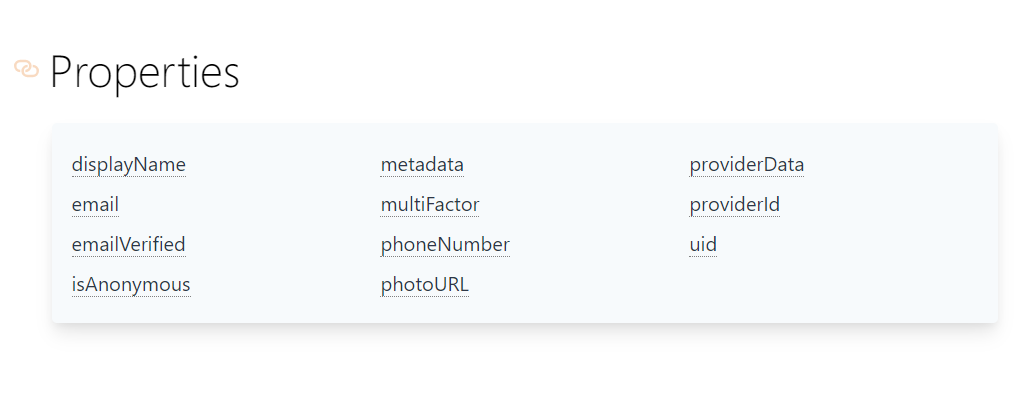 Properties
displayName
email
emailVerified
isAnonymous
metadata
multiFactor
phoneNumber
photoURL
providerData
providerId
uid